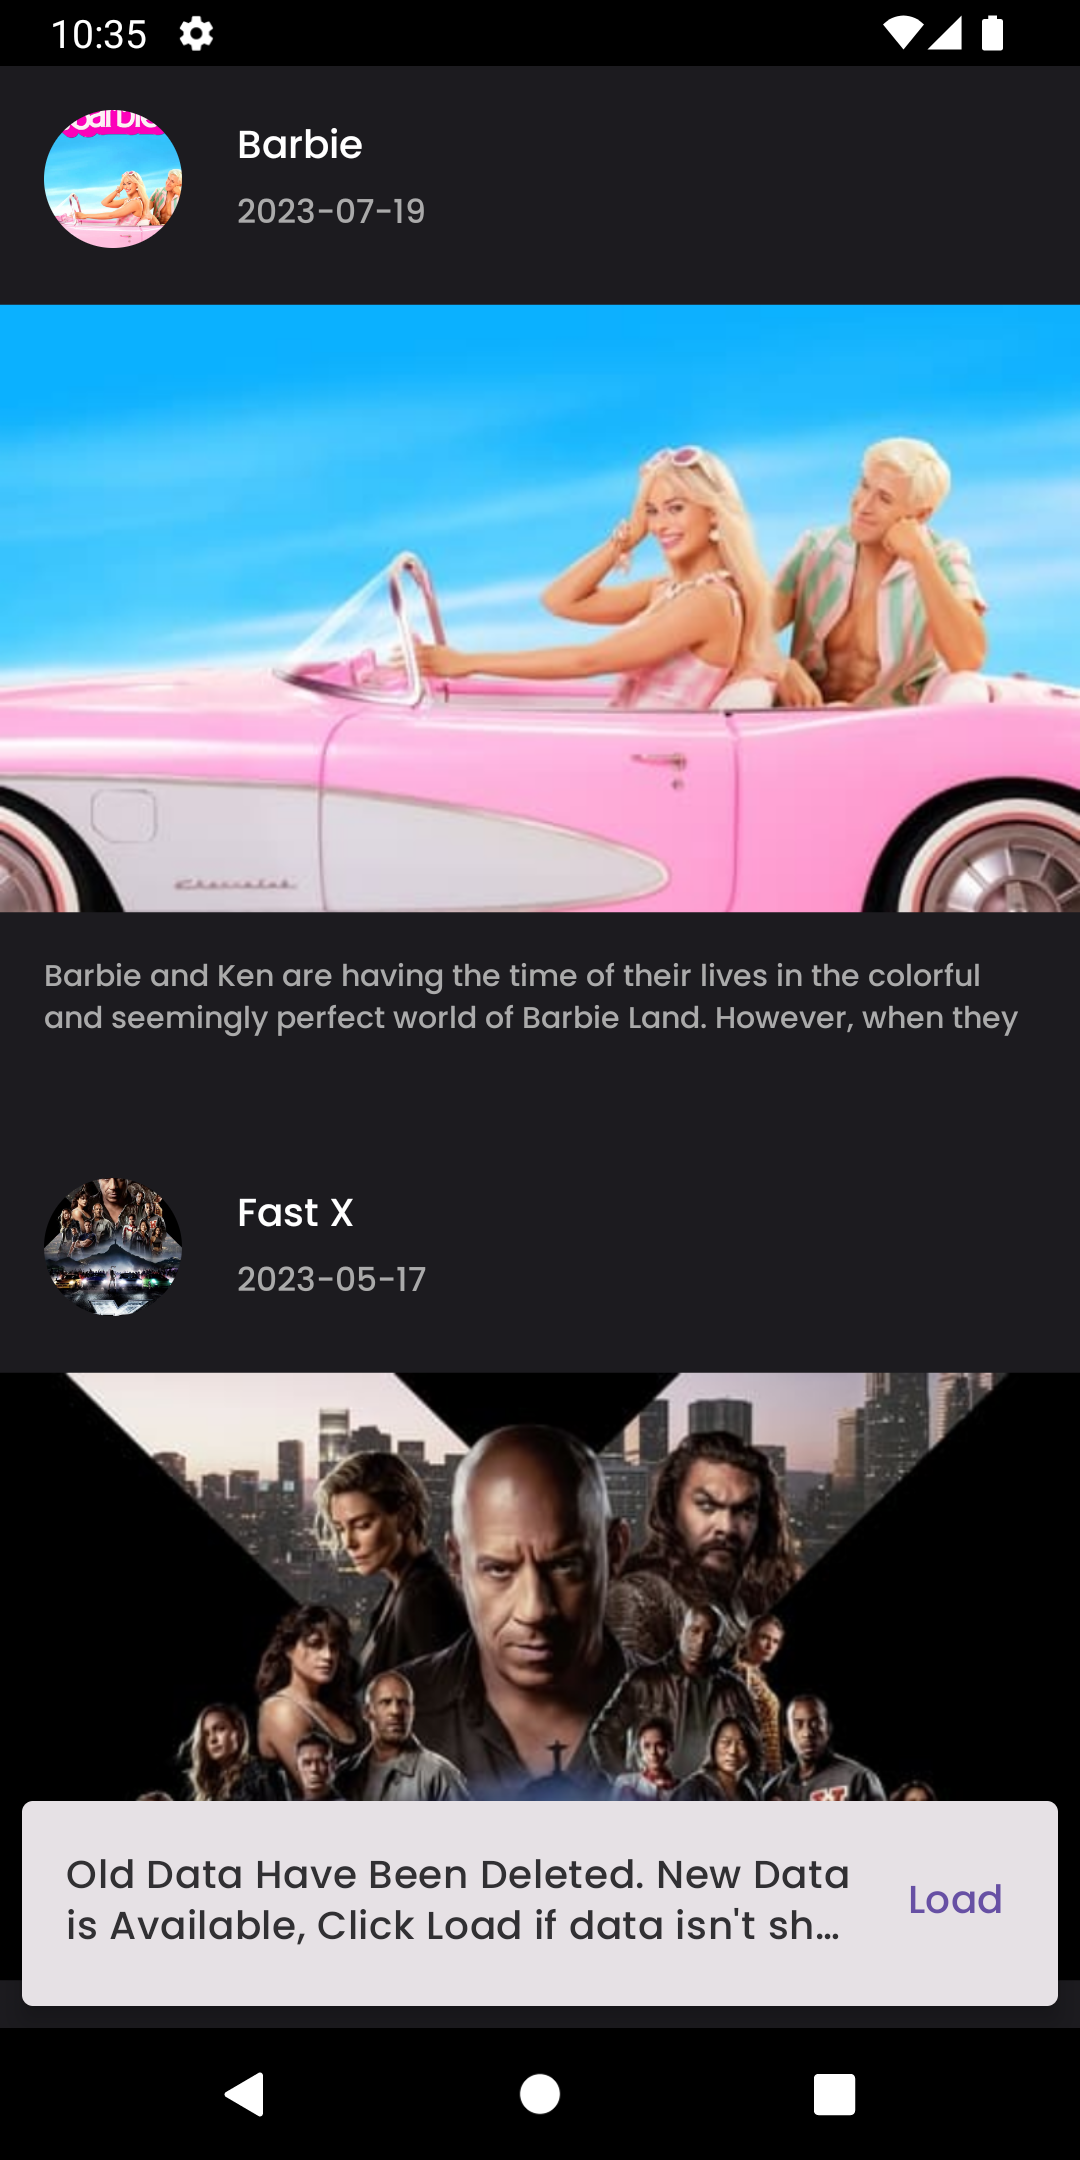 10:35
Barbie
2023-07-19
Chevrolet
Barbie and Ken are having the time of their lives in the colorful
and seemingly perfect world of Barbie Land. However, when they
Fast X
2023-05-17
Old Data Have Been Deleted. New Data
is Available, Click Load if data isn't sh...
Load